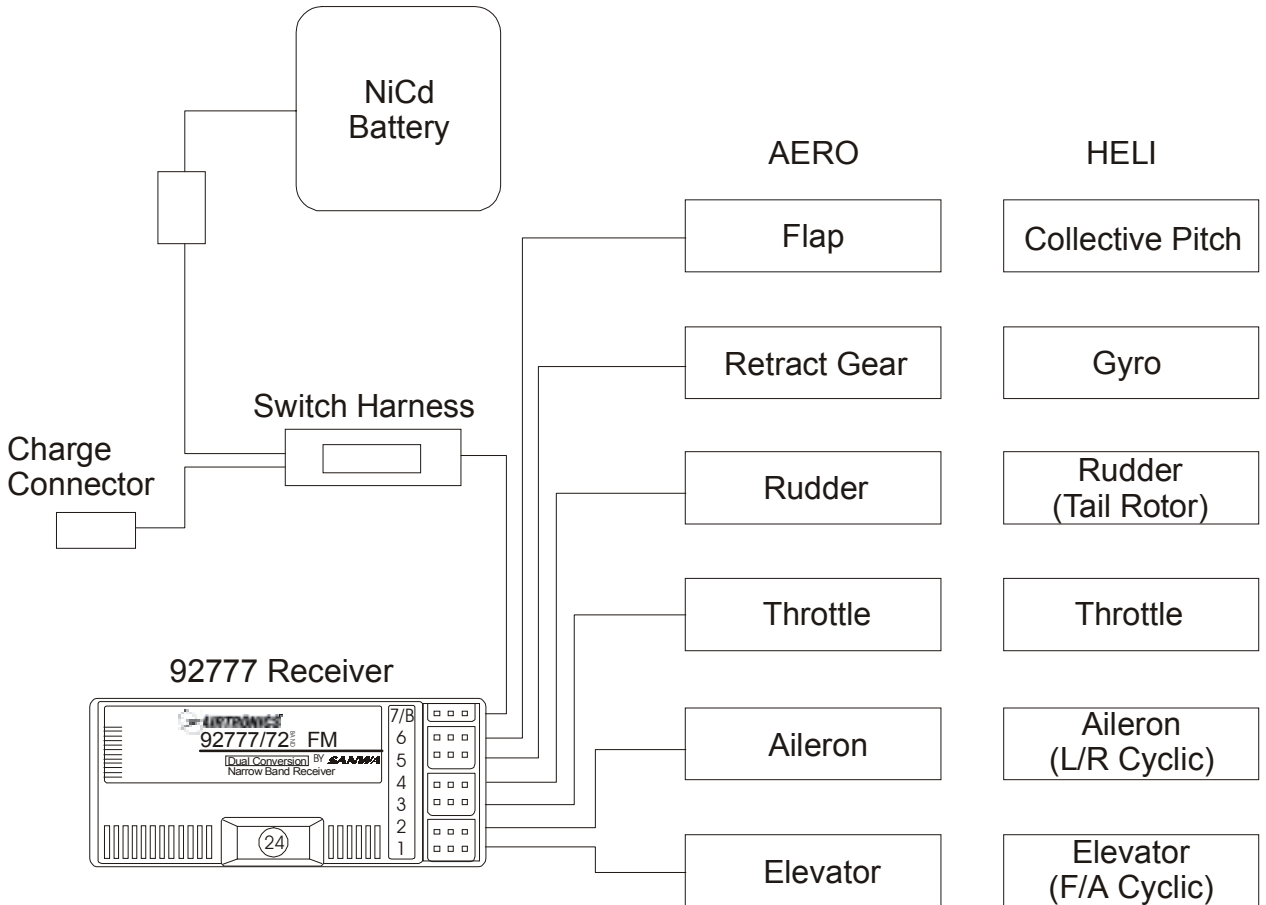 NiCd
Battery
AERO
HELI
Flap
Collective Pitch
Retract Gear
Gyro
Switch Harness
Charge
Connector
Rudder
Rudder
(Tail Rotor)
Throttle
Throttle
92777 Receiver
AIRTRONICS
92777/72 BAND FM
Dual Conversion BY SANWA
Narrow Band Receiver
7/B
6
5
4
3
2
1
24
Aileron
Aileron
(L/R Cyclic)
Elevator
Elevator
(F/A Cyclic)